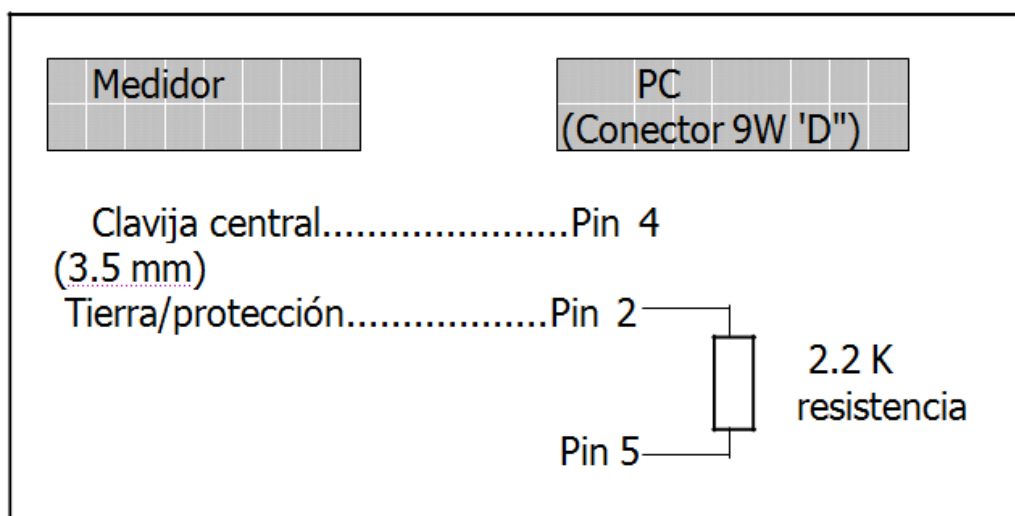 Medidor
PC
(Conector 9W 'D")
Clavija central......................Pin 4
(3.5 mm)
Tierra/protección..................Pin 2
2.2 K
resistencia
Pin 5